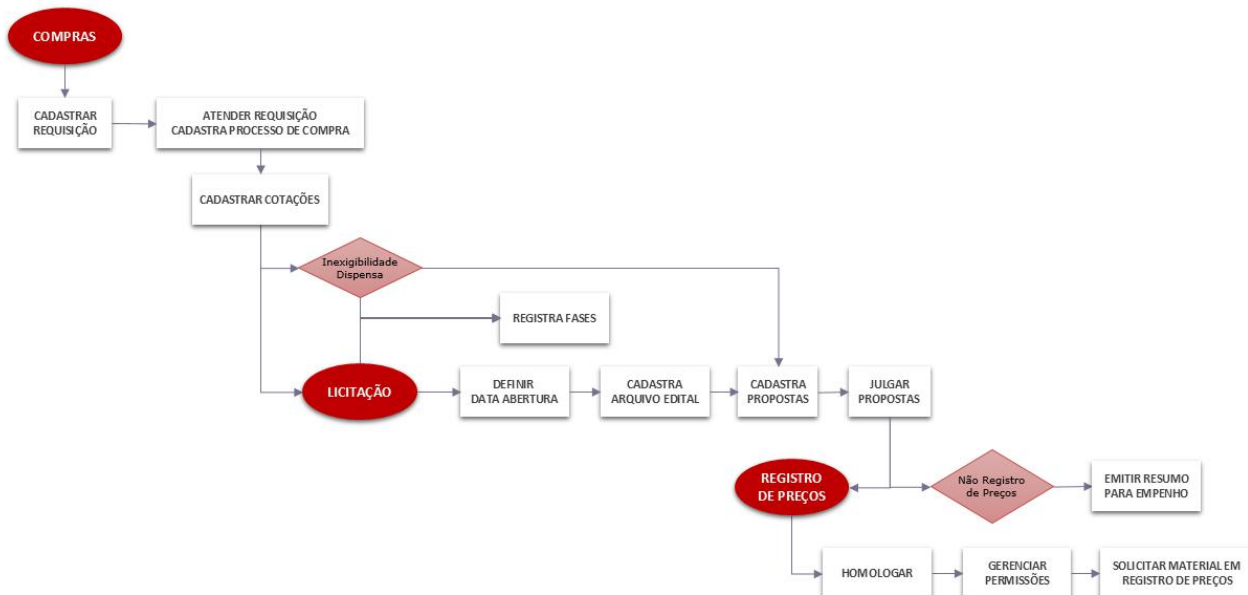 COMPRAS
CADASTRAR
REQUISIÇÃO
ATENDER REQUISIÇÃO
CADASTRA PROCESSO DE COMPRA
CADASTRAR COTAÇÕES
Inexigibilidade
Dispensa
REGISTRA FASES
LICITAÇÃO
DEFINIR
DATA ABERTURA
CADASTRA
ARQUIVO EDITAL
CADASTRA
PROPOSTAS
JULGAR
PROPOSTAS
REGISTRO
DE PREÇOS
Não Registro
de Preços
EMITIR RESUMO
PARA EMPENHO
HOMOLOGAR
GERENCIAR
PERMISSÕES
SOLICITAR MATERIAL EM
REGISTRO DE PREÇOS